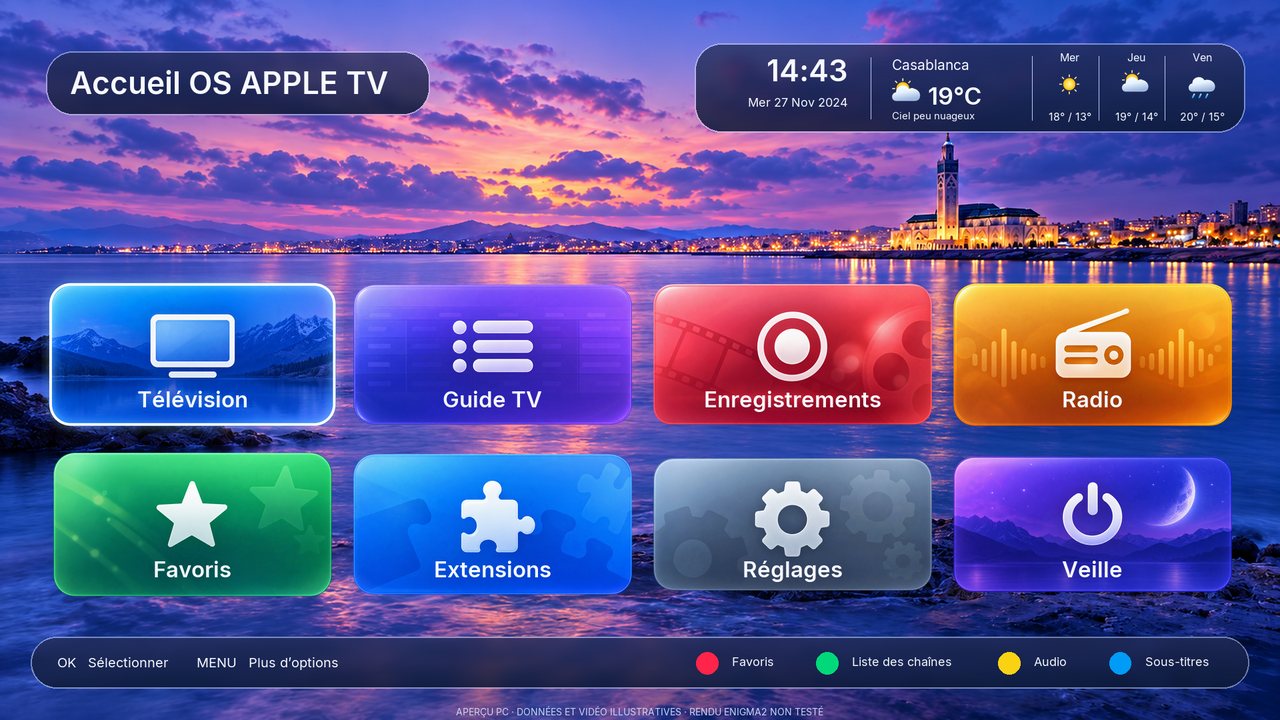 Accueil OS APPLE TV
14:43
Mer 27 Nov 2024
Casablanca
19°C
Ciel peu nuageux
Mer
18° / 13°
Jeu
19° / 14°
Ven
20° / 15°
Télévision
Guide TV
Enregistrements
Radio
Favoris
Extensions
Réglages
Veille
OK Sélectionner MENU Plus d’options
Favoris
Liste des chaînes
Audio
Sous-titres
APERÇU PC · DONNÉES ET VIDÉO ILLUSTRATIVES · RENDU ENIGMA2 NON TESTÉ